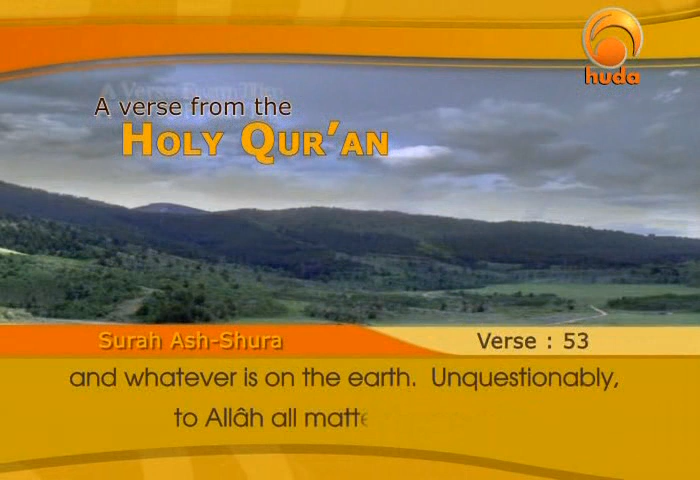 huda
A verse from the
HOLY QUR’AN
Surah Ash-Shura
Verse : 53
and whatever is on the earth. Unquestionably,
to Allâh all matte